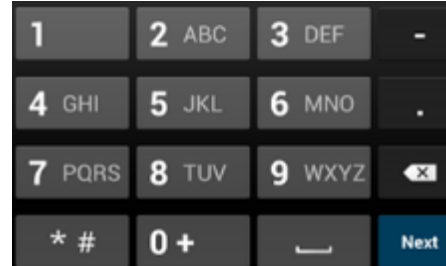 1 2 ABC 3 DEF -
4 GHI 5 JKL 6 MNO .
7 PQRS 8 TUV 9 WXYZ
* # 0 + Next